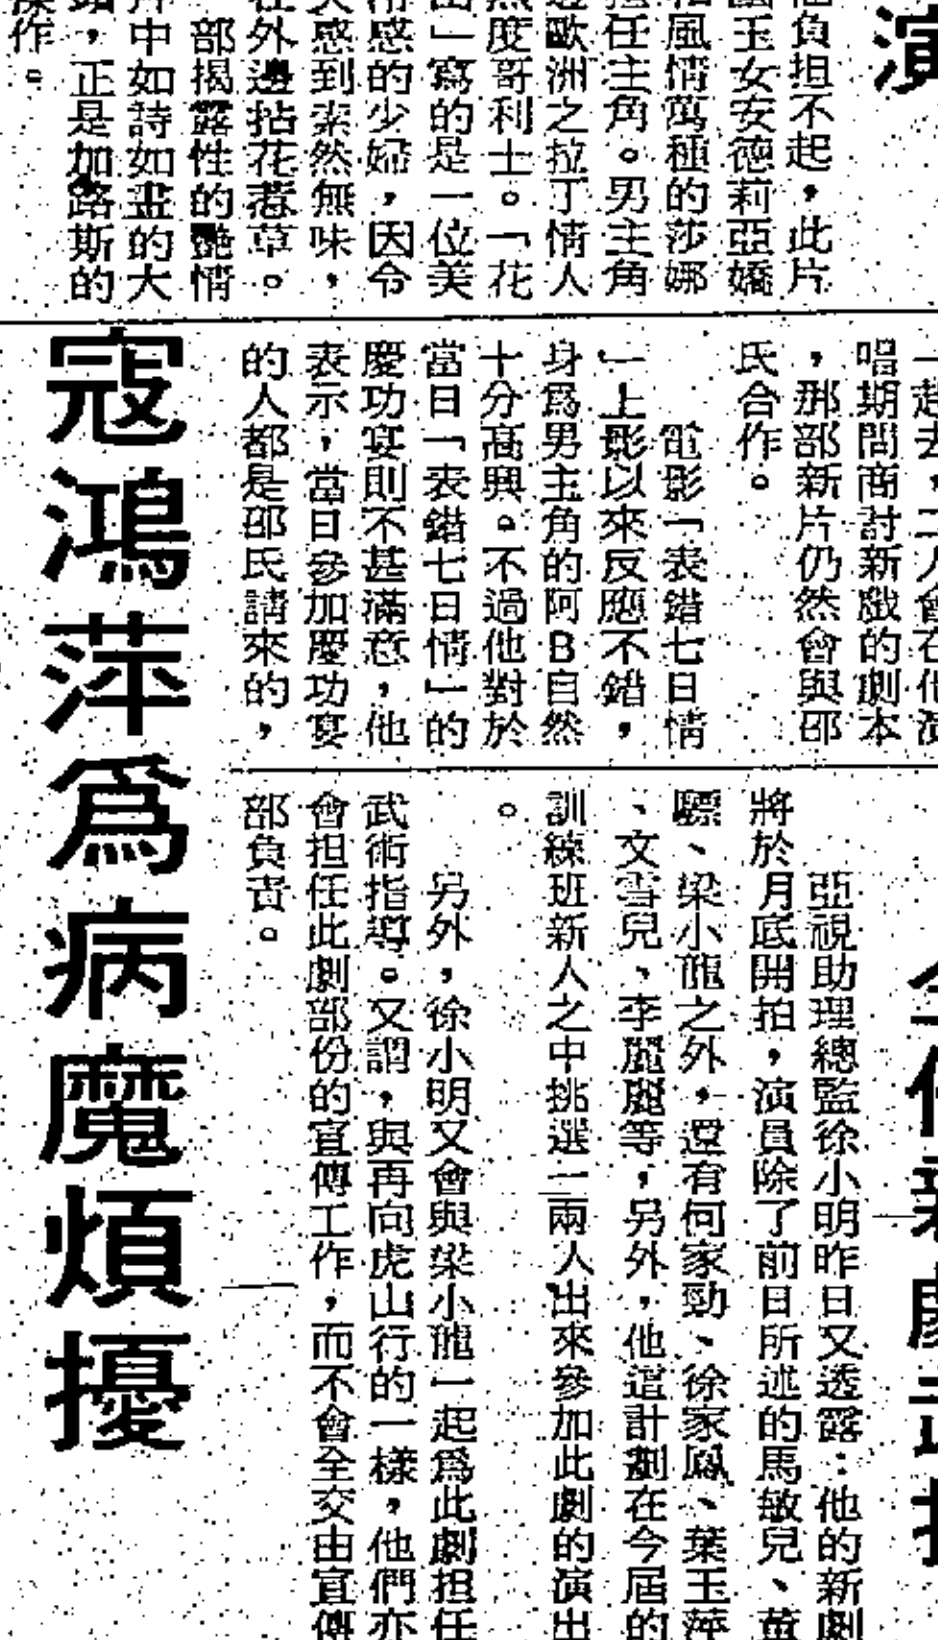 演
他負担不起，此片
玉女安德莉亞嬌
和風情萬種的莎娜
担任主角。男主角
遊歐洲之拉丁情人
熱度哥利士。「花
出」寫的是一位美
冷感的少婦，因令
夫感到索然無味，
在外邊拈花惹草。
部揭露性的艷情
片中如詩如畫的大
頭，正是加路斯的
操作。
一起去，二人會在他演
唱期間商討新戲的劇本
，那部新片仍然會與邵
氏合作。
電影「表錯七日情
」上影以來反應不錯，
身爲男主角的阿B自然
十分高興。不過他對於
當日「表錯七日情」的
慶功宴則不甚滿意，他
表示，當日參加慶功宴
的人都是邵氏請來的，
亞視助理總監徐小明昨日又透露：他的新劇
將於月底開拍，演員除了前日所述的馬敏兒、董
驃、梁小龍之外，還有何家勁、徐家鳳、葉玉萍
、文雪兒、李麗麗等，另外，他這計劃在今屆的
訓練班新人之中挑選一兩人出來參加此劇的演出
。
另外，徐小明又會與梁小龍一起爲此劇担任
武術指導。又謂，與再向虎山行的一樣，他們亦
會担任此劇部份的宣傳工作，而不會全交由宣傳
部負責。
寇鴻萍爲病魔煩擾